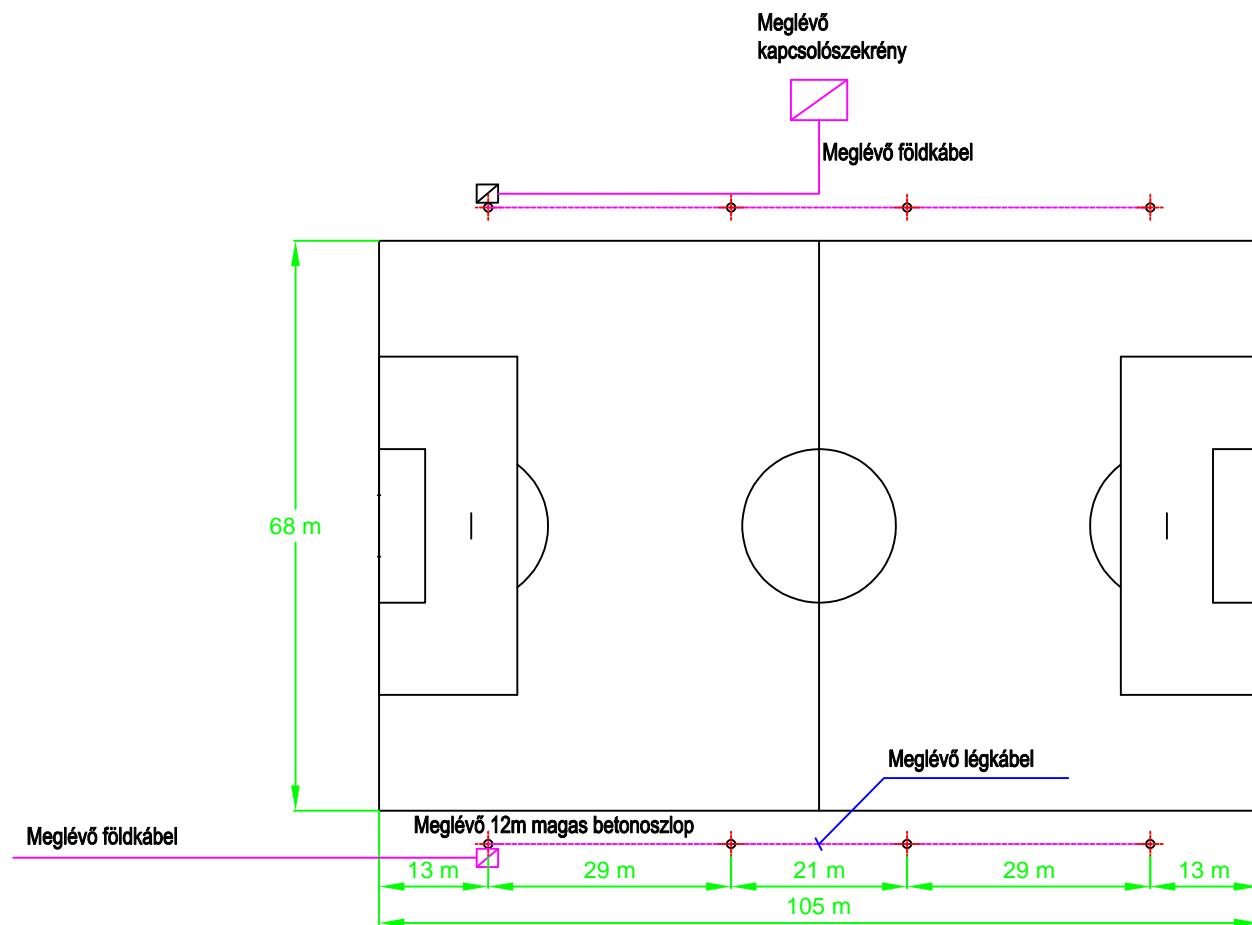 Meglévő
kapcsolószekrény
Meglévő földkábel
68 m
Meglévő légkábel
Meglévő 12m magas betonoszlop
Meglévő földkábel
13 m
29 m
21 m
29 m
13 m
105 m